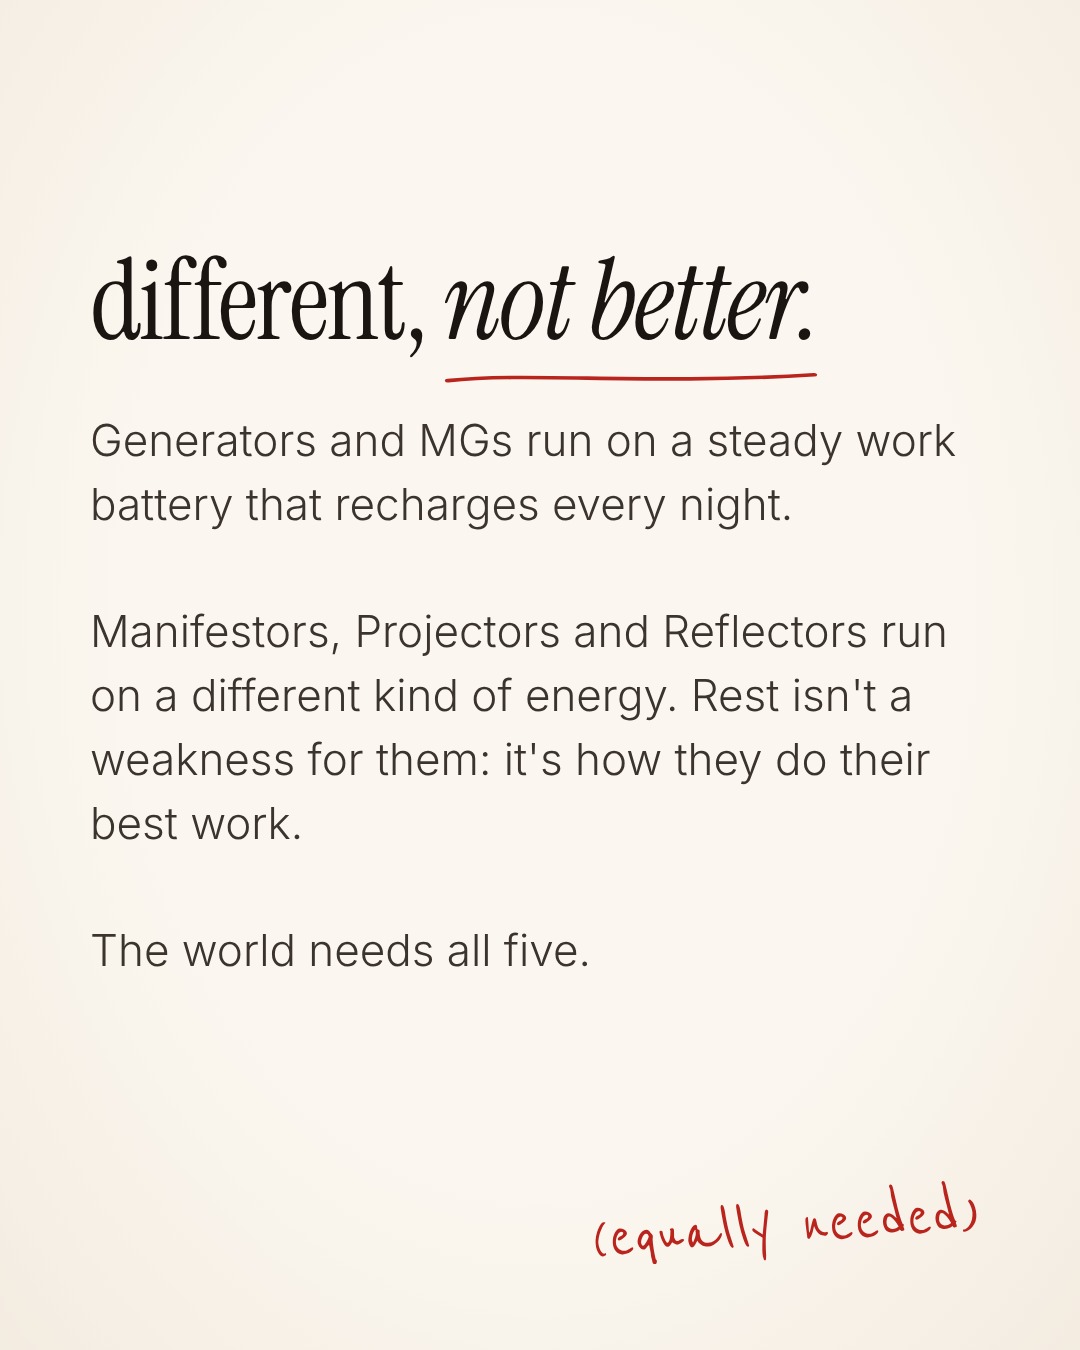 different, not better.
Generators and MGs run on a steady work
battery that recharges every night.
Manifestors, Projectors and Reflectors run
on a different kind of energy. Rest isn't a
weakness for them: it's how they do their
best work.
The world needs all five.
(equally needed)